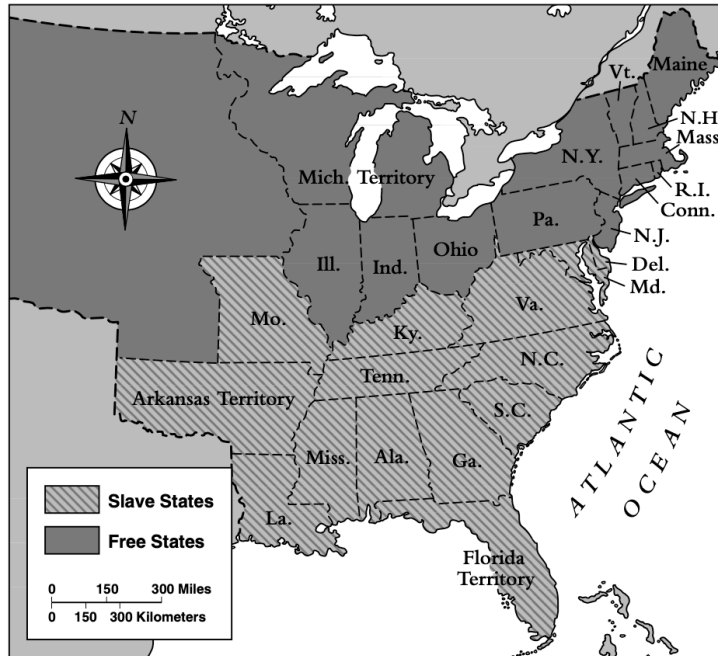 Maine
Vt.
N.H
Mass
N.Y.
R.I.
Conn.
N
Mich Territory
Pa.
N.J.
Ohio
Ill.
Ind.
Del.
Md.
Va.
Mo.
Ky.
N.C.
Tenn.
Arkansas Territory
S.C.
Miss.
Ala.
Ga.
La.
Florida
Territory
ATLANTIC
OCEAN
Slave States
Free States
0 150 300 Miles
0 150 300 Kilometers